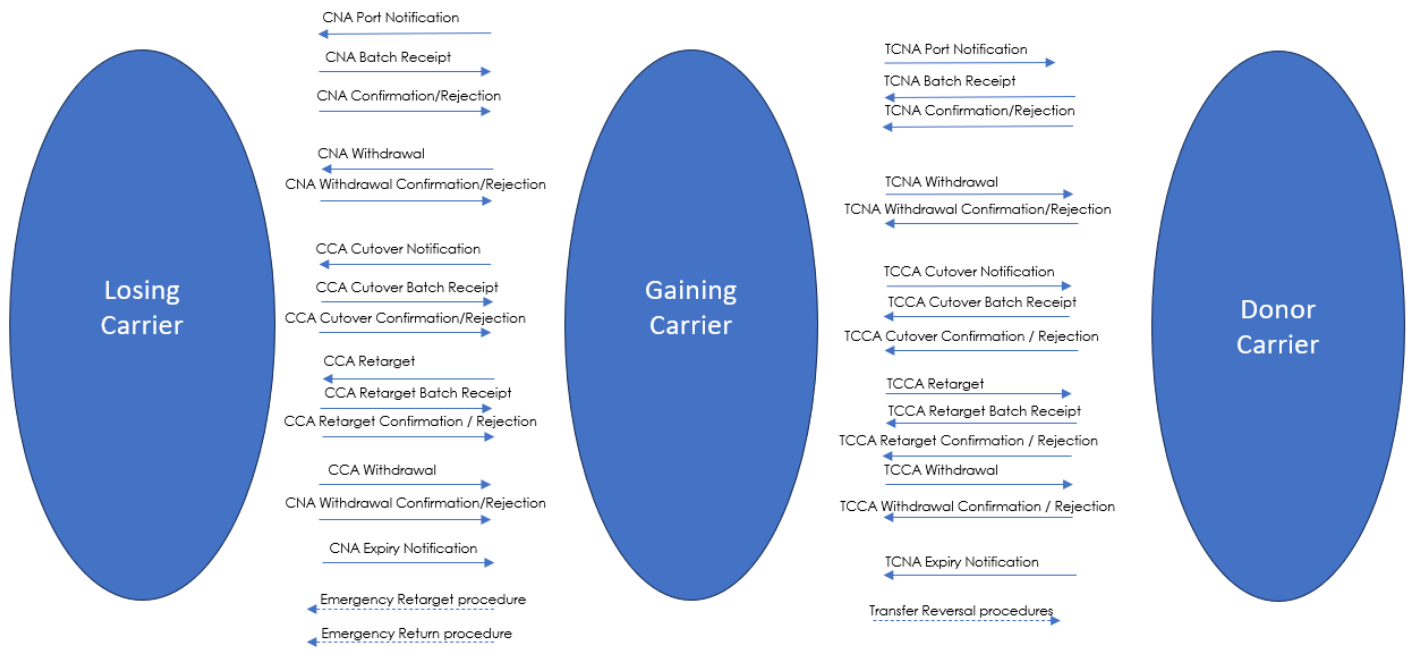 CNA Port Notification
CNA Batch Receipt
CNA Confirmation/Rejection
CNA Withdrawal
CNA Withdrawal Confirmation/Rejection
CCA Cutover Notification
CCA Cutover Batch Receipt
CCA Cutover Confirmation/Rejection
CCA Retarget
CCA Retarget Batch Receipt
CCA Retarget Confirmation / Rejection
CCA Withdrawal
CNA Withdrawal Confirmation/Rejection
CNA Expiry Notification
Emergency Retarget procedure
Emergency Return procedure
Losing
Carrier
Gaining
Carrier
TCNA Port Notification
TCNA Batch Receipt
TCNA Confirmation/Rejection
TCNA Withdrawal
TCNA Withdrawal Confirmation/Rejection
TCCA Cutover Notification
TCCA Cutover Batch Receipt
TCCA Cutover Confirmation / Rejection
TCCA Retarget
TCCA Retarget Batch Receipt
TCCA Retarget Confirmation / Rejection
TCCA Withdrawal
TCCA Withdrawal Confirmation / Rejection
TCNA Expiry Notification
Transfer Reversal procedures
Donor
Carrier